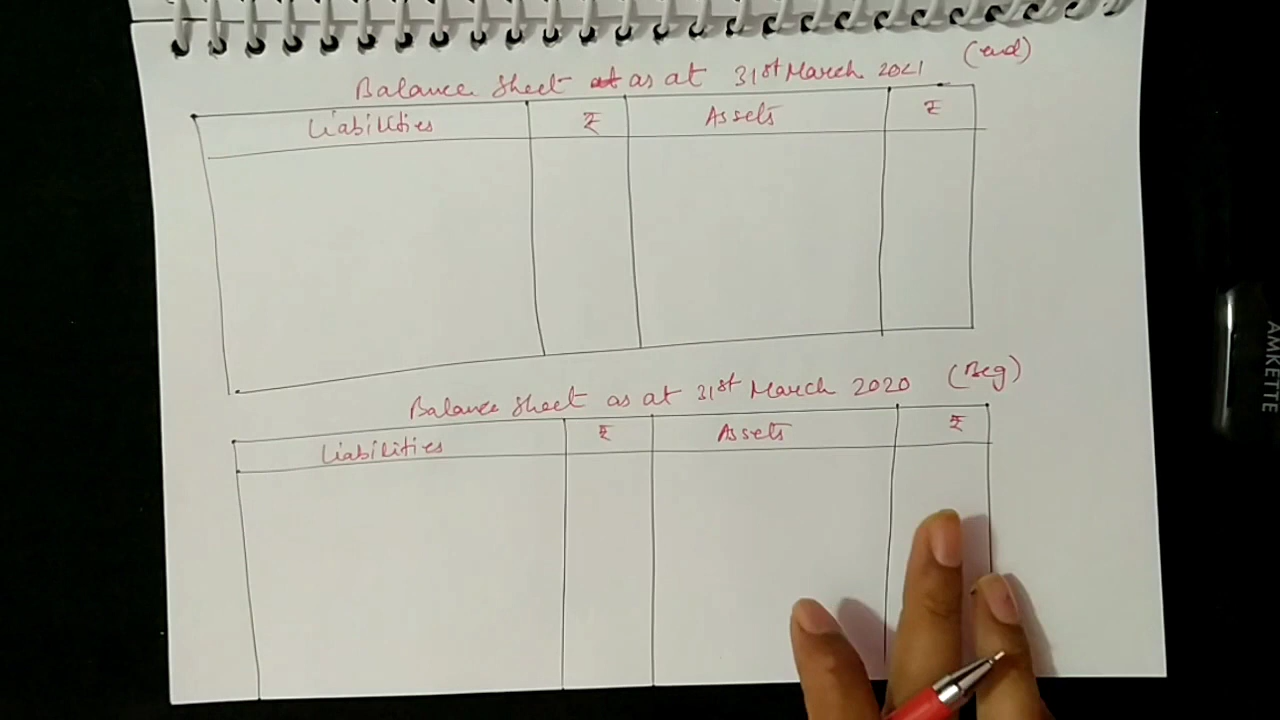 Balance Sheet at as at 31st March 2021 (end)
Liabilities ₹ Assets ₹
Balance Sheet as at 31st March 2020 (Beg)
Liabilities ₹ Assets ₹
AMKETTE